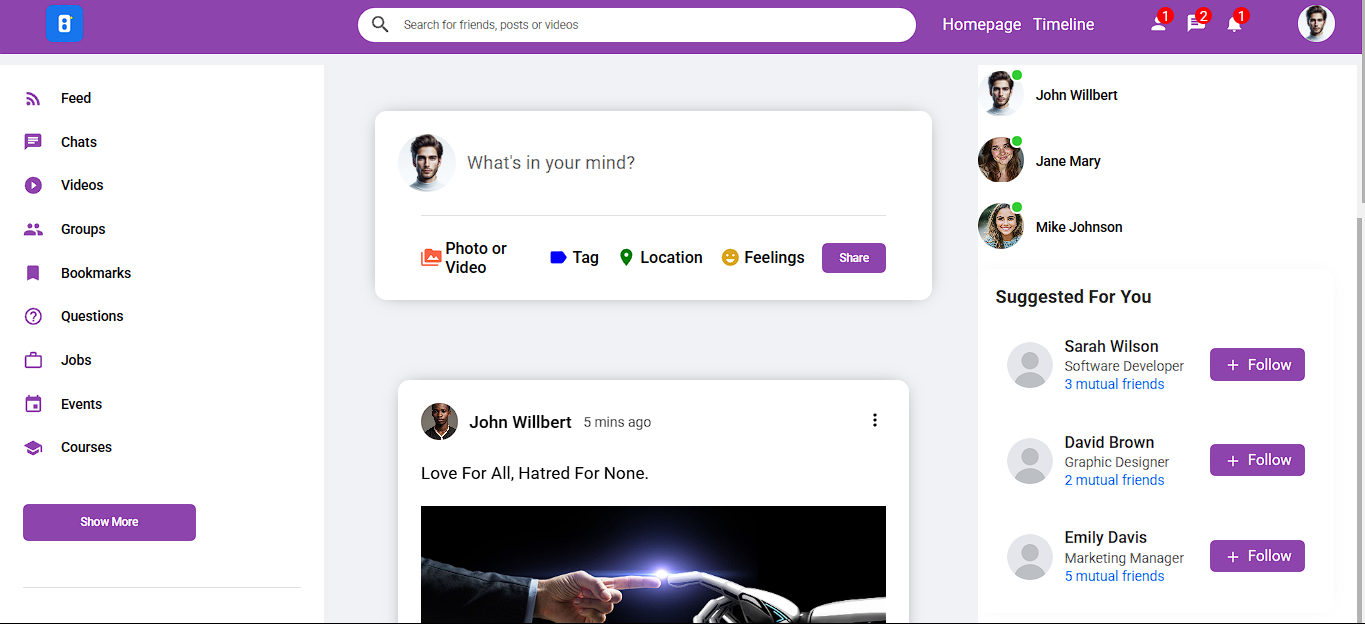 8
Search for friends, posts or videos
Homepage Timeline
1
2
1
Feed
Chats
Videos
Groups
Bookmarks
Questions
Jobs
Events
Courses
Show More
What's in your mind?
Photo or
Video
Tag
Location
Feelings
Share
John Willbert 5 mins ago
Love For All, Hatred For None.
John Willbert
Jane Mary
Mike Johnson
Suggested For You
Sarah Wilson
Software Developer
3 mutual friends
+ Follow
David Brown
Graphic Designer
2 mutual friends
+ Follow
Emily Davis
Marketing Manager
5 mutual friends
+ Follow